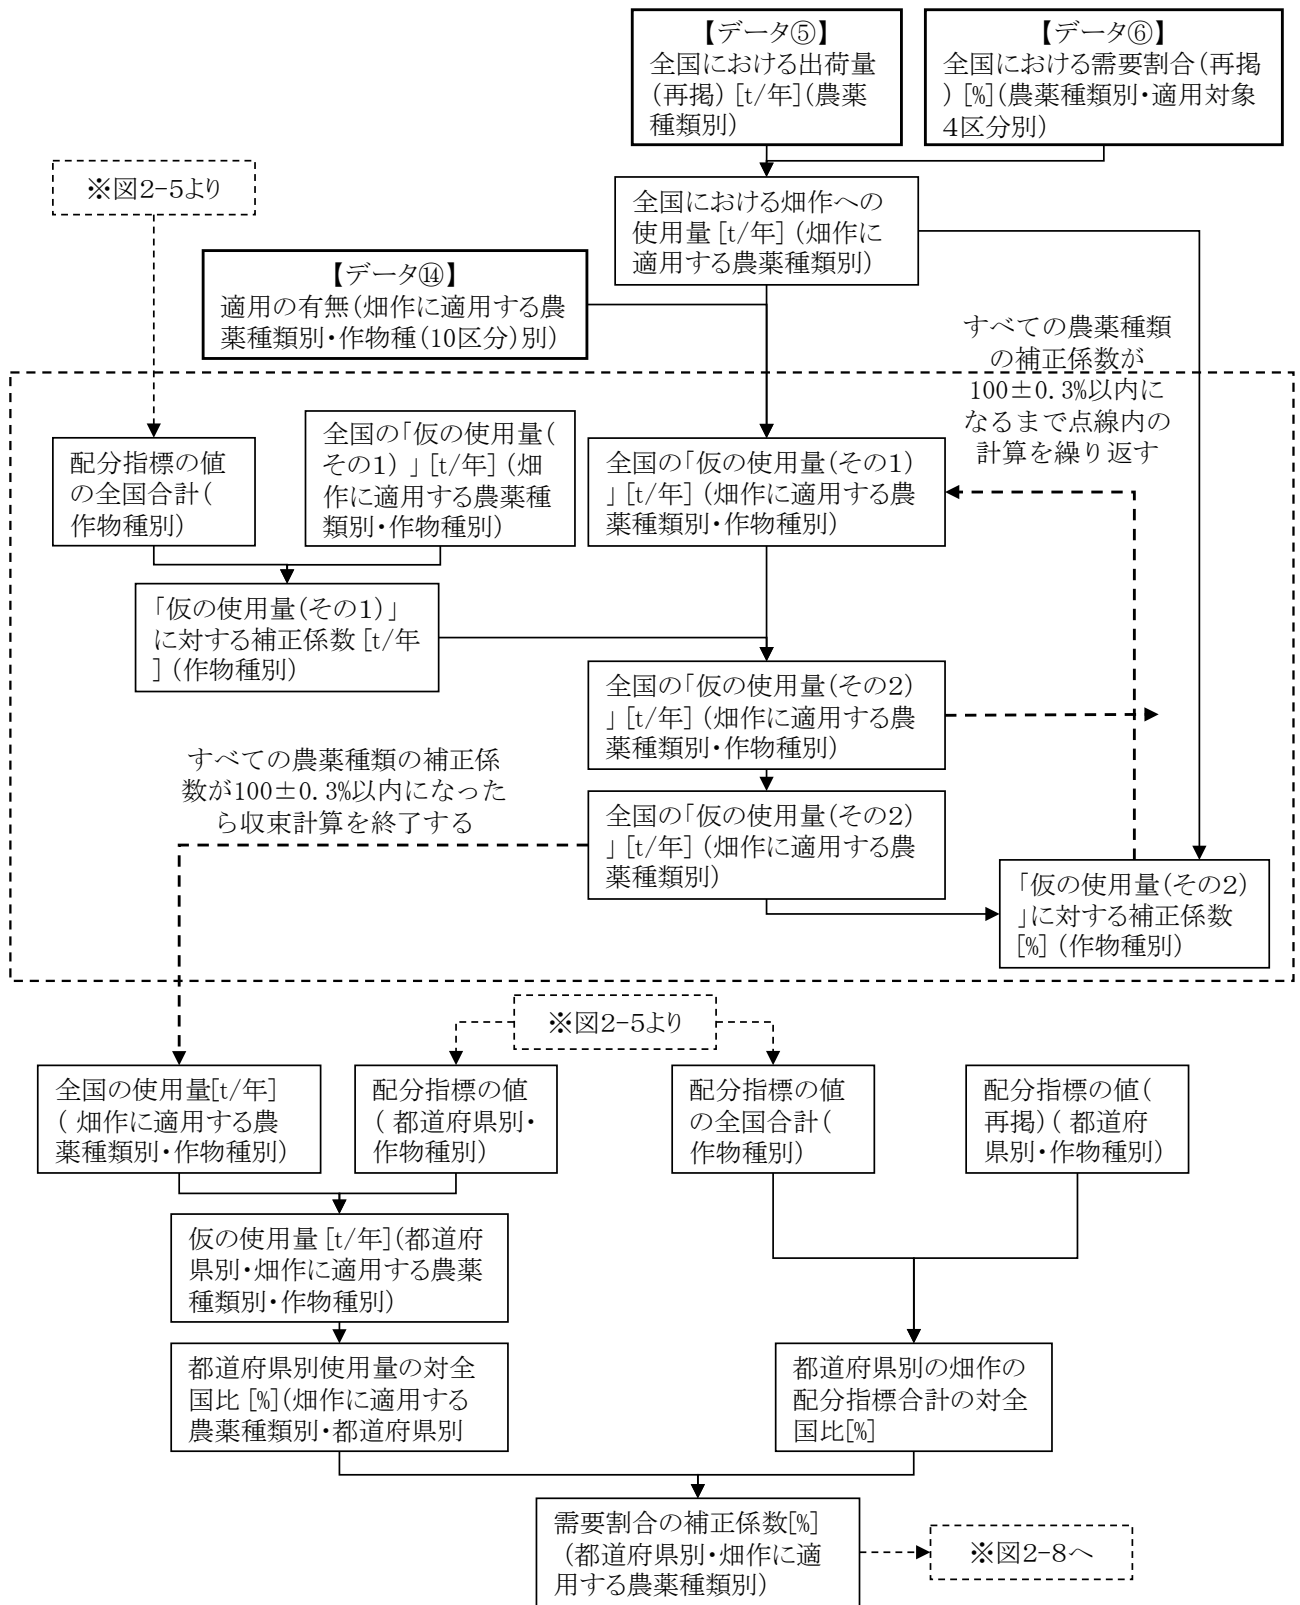 【データ⑤】
全国における出荷量
(再掲) [t/年](農薬
種類別)
【データ⑥】
全国における需要割合(再掲
) [%](農薬種類別・適用対象
4区分別)
※図2-5より
全国における畑作への
使用量 [t/年] (畑作に
適用する農薬種類別)
【データ⑭】
適用の有無(畑作に適用する農
薬種類別・作物種(10区分)別)
すべての農薬種類
の補正係数が
100±0.3%以内に
なるまで点線内の
計算を繰り返す
配分指標の値
の全国合計(
作物種別)
全国の「仮の使用量(
その1) 」 [t/年] (畑
作に適用する農薬種
類別・作物種別)
全国の「仮の使用量(その1)
」 [t/年] (畑作に適用する農
薬種類別・作物種別)
「仮の使用量(その1)」
に対する補正係数 [t/年
] (作物種別)
全国の「仮の使用量(その2)
」 [t/年] (畑作に適用する農
薬種類別・作物種別)
すべての農薬種類の補正係
数が100±0.3%以内になった
ら収束計算を終了する
全国の「仮の使用量(その2)
」 [t/年] (畑作に適用する農
薬種類別)
「仮の使用量(その2)
」に対する補正係数
[%] (作物種別)
※図2-5より
全国の使用量[t/年]
( 畑作に適用する農
薬種類別・作物種別)
配分指標の値
( 都道府県別・
作物種別)
配分指標の値
の全国合計(
作物種別)
配分指標の値(
再掲) ( 都道府
県別・作物種別)
仮の使用量 [t/年](都道府
県別・畑作に適用する農薬
種類別・作物種別)
都道府県別使用量の対全
国比 [%](畑作に適用する
農薬種類別・都道府県別
都道府県別の畑作の
配分指標合計の対全
国比[%]
需要割合の補正係数[%]
(都道府県別・畑作に適
用する農薬種類別)
※図2-8へ